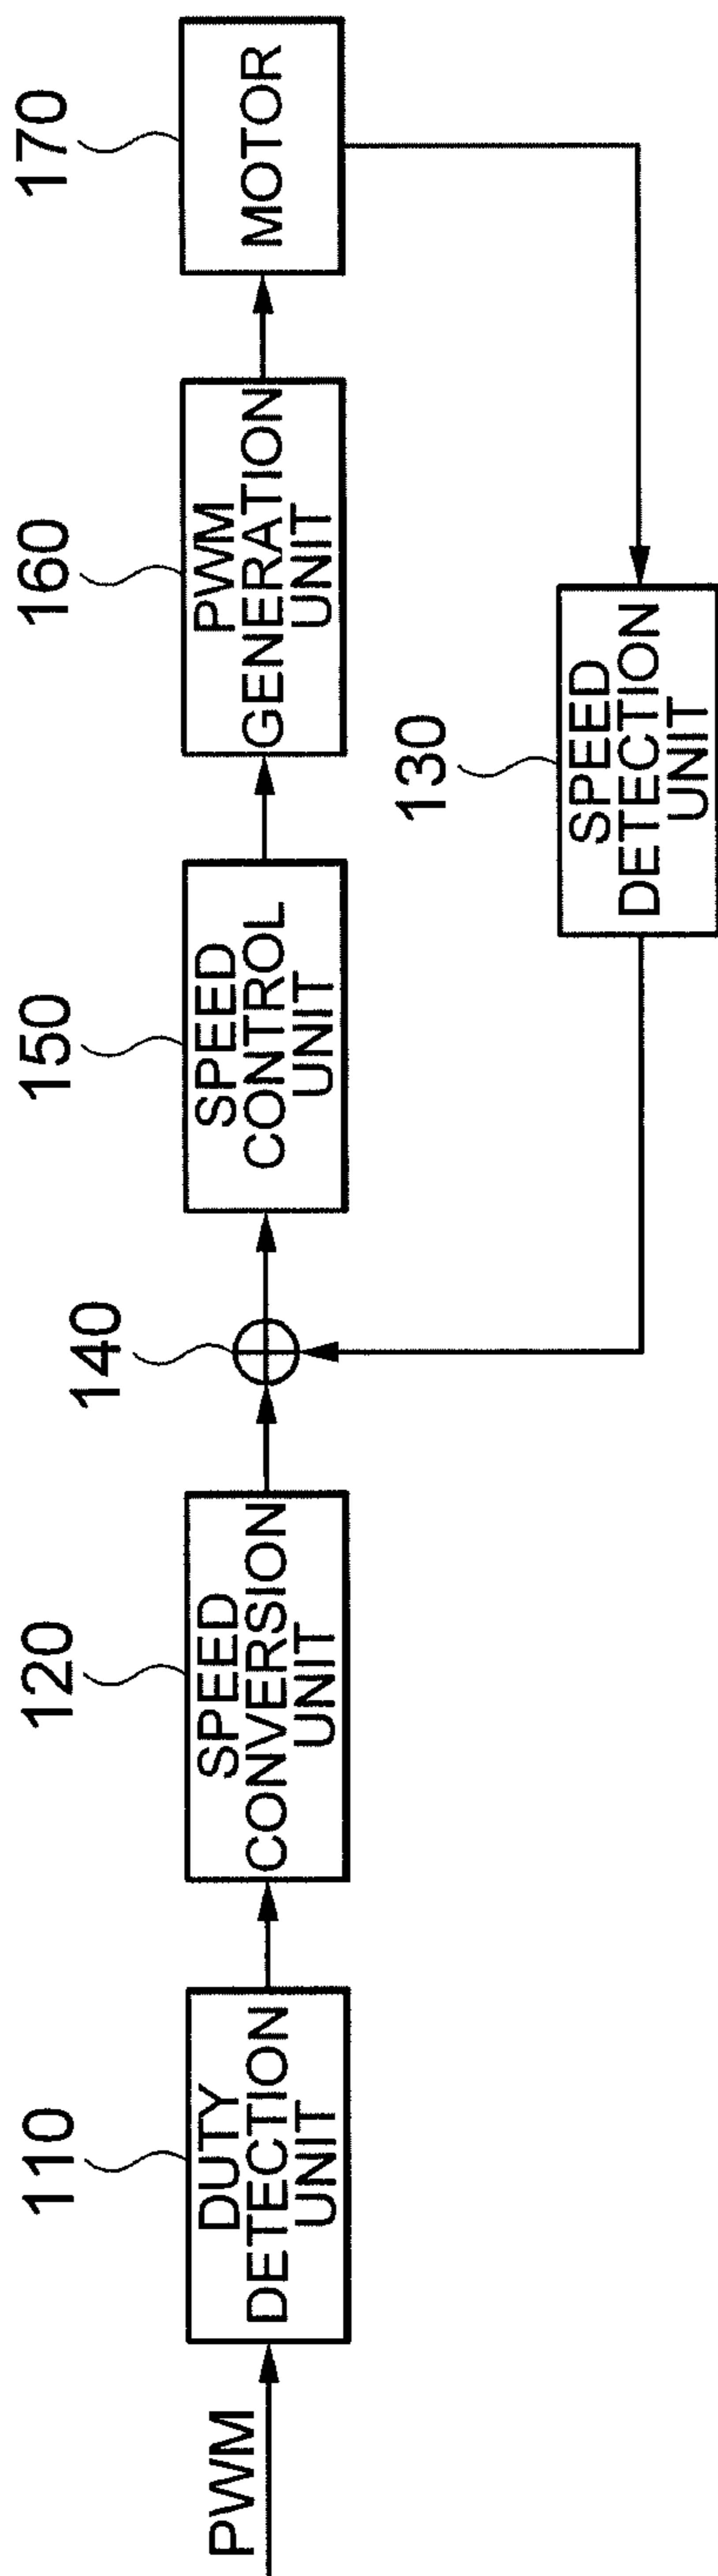 110
120
140
150
160
170
PWM
DUTY
DETECTION
UNIT
SPEED
CONVERSION
UNIT
SPEED
CONTROL
UNIT
PWM
GENERATION
UNIT
MOTOR
130
SPEED
DETECTION
UNIT